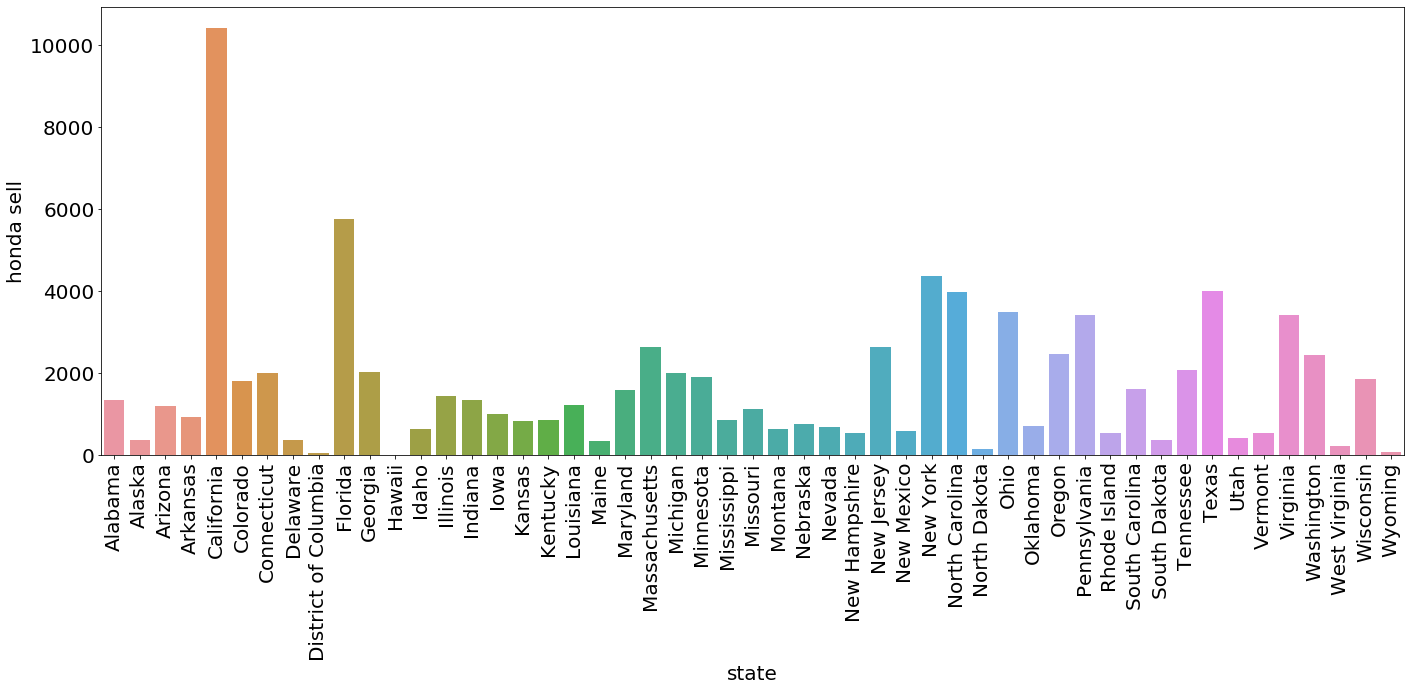 10000
8000
6000
4000
2000
0
honda sell
Alabama
Alaska
Arizona
Arkansas
California
Colorado
Connecticut
Delaware
District of Columbia
Florida
Georgia
Hawaii
Idaho
Illinois
Indiana
Iowa
Kansas
Kentucky
Louisiana
Maine
Maryland
Massachusetts
Michigan
Minnesota
Mississippi
Missouri
Montana
Nebraska
Nevada
New Hampshire
New Jersey
New Mexico
New York
North Carolina
North Dakota
Ohio
Oklahoma
Oregon
Pennsylvania
Rhode Island
South Carolina
South Dakota
Tennessee
Texas
Utah
Vermont
Virginia
Washington
West Virginia
Wisconsin
Wyoming
state